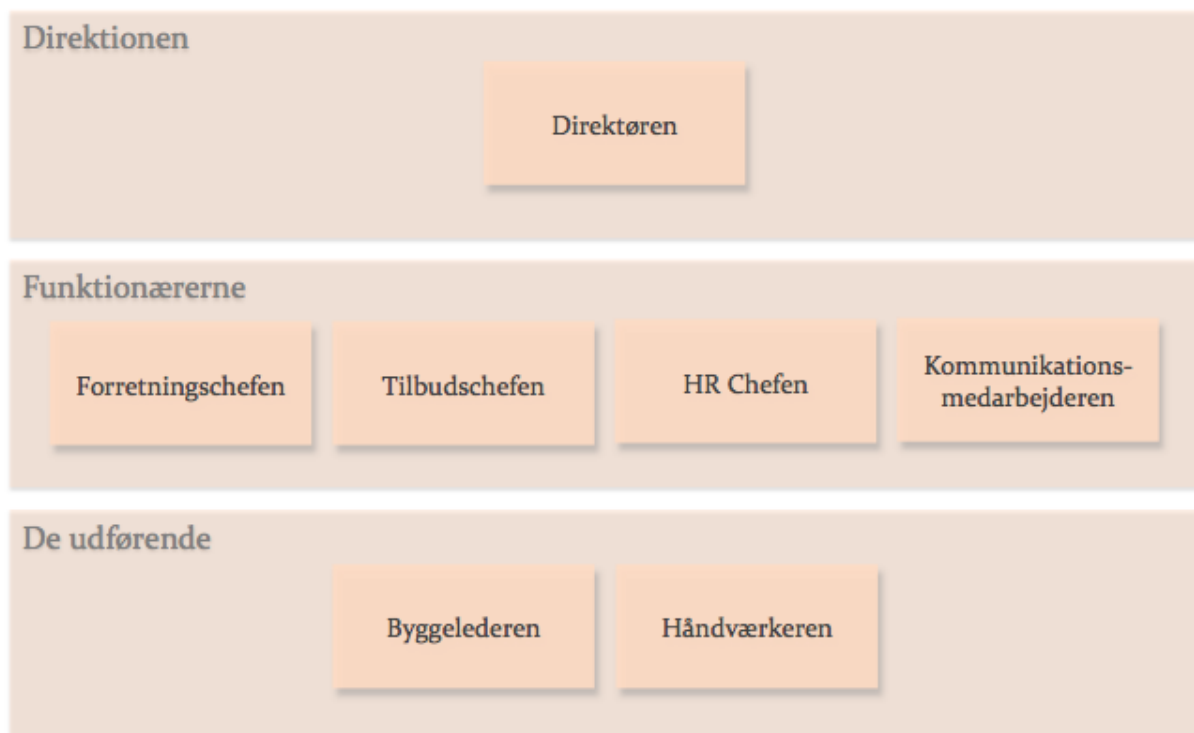 Direktionen
Direktøren
Funktionærerne
Forretningschefen
Tilbudschefen
HR Chefen
Kommunikations-
medarbejderen
De udførende
Byggelederen
Håndværkeren